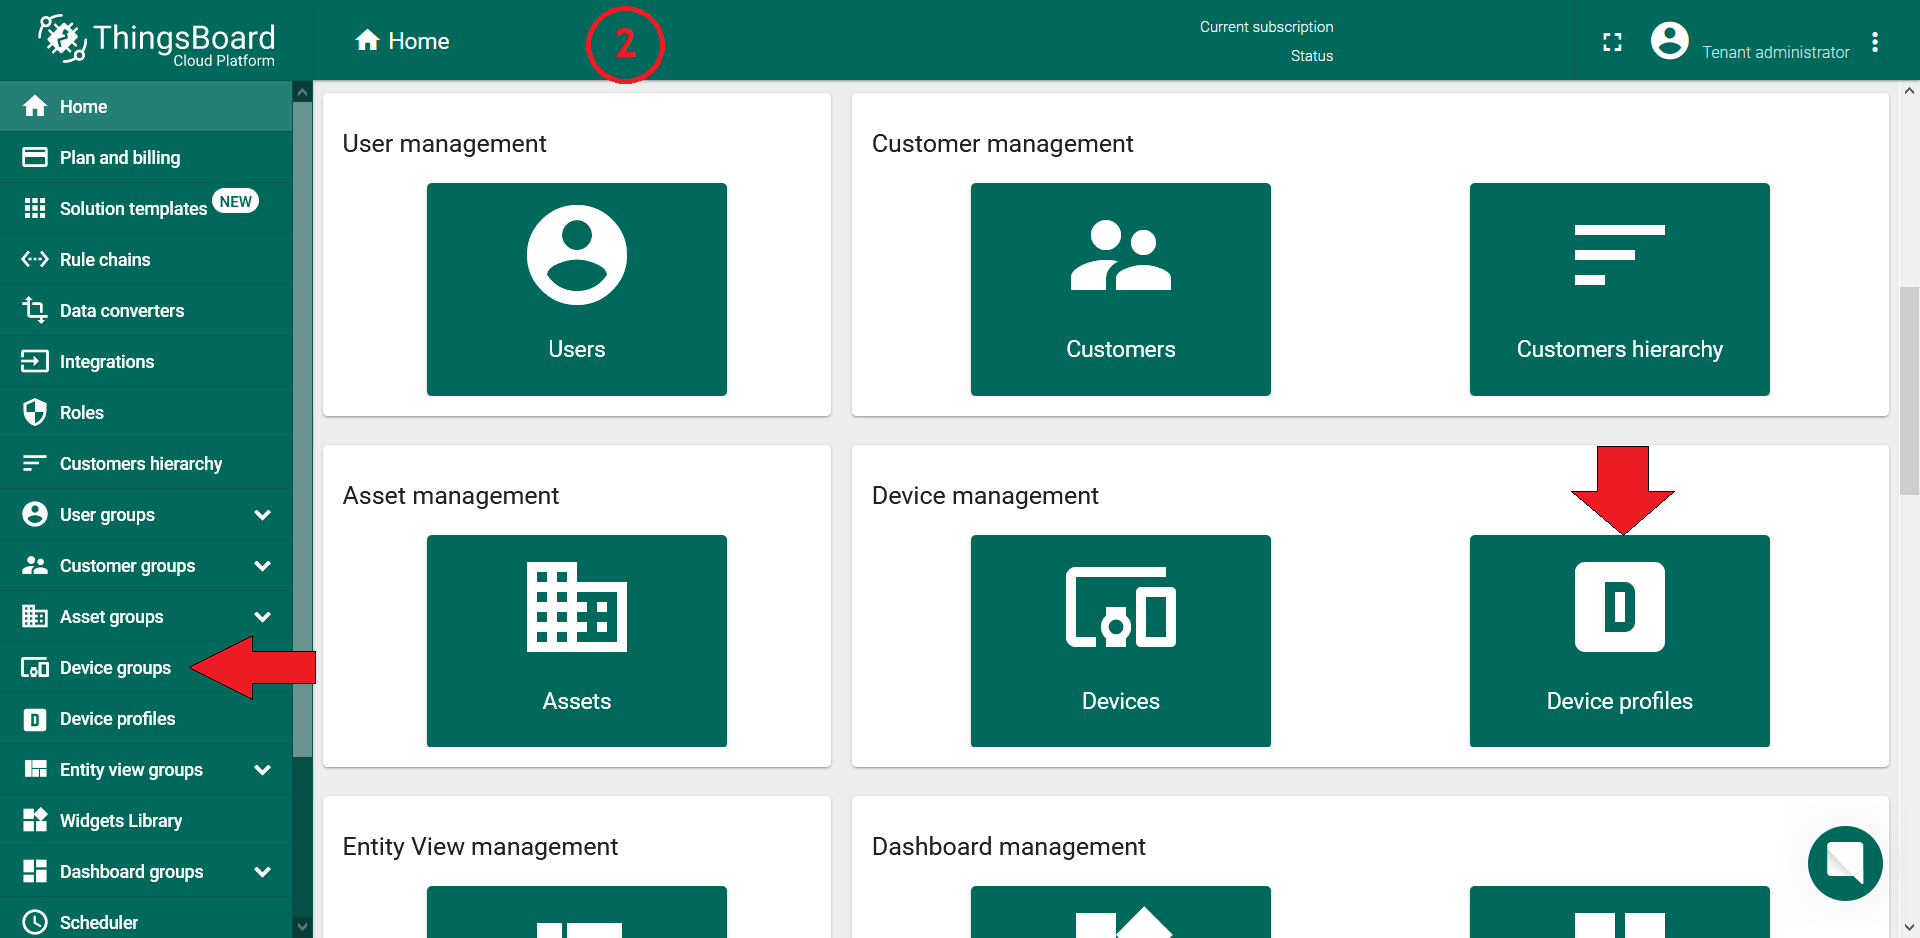 ThingsBoard
Cloud Platform
Home
2
Current subscription
Status
Tenant administrator
Home
Plan and billing
Solution templates NEW
Rule chains
Data converters
Integrations
Roles
Customers hierarchy
User groups
Customer groups
Asset groups
Device groups
Device profiles
Entity view groups
Widgets Library
Dashboard groups
Scheduler
User management
Users
Customer management
Customers
Customers hierarchy
Asset management
Assets
Device management
Devices
D
Device profiles
Entity View management
Dashboard management